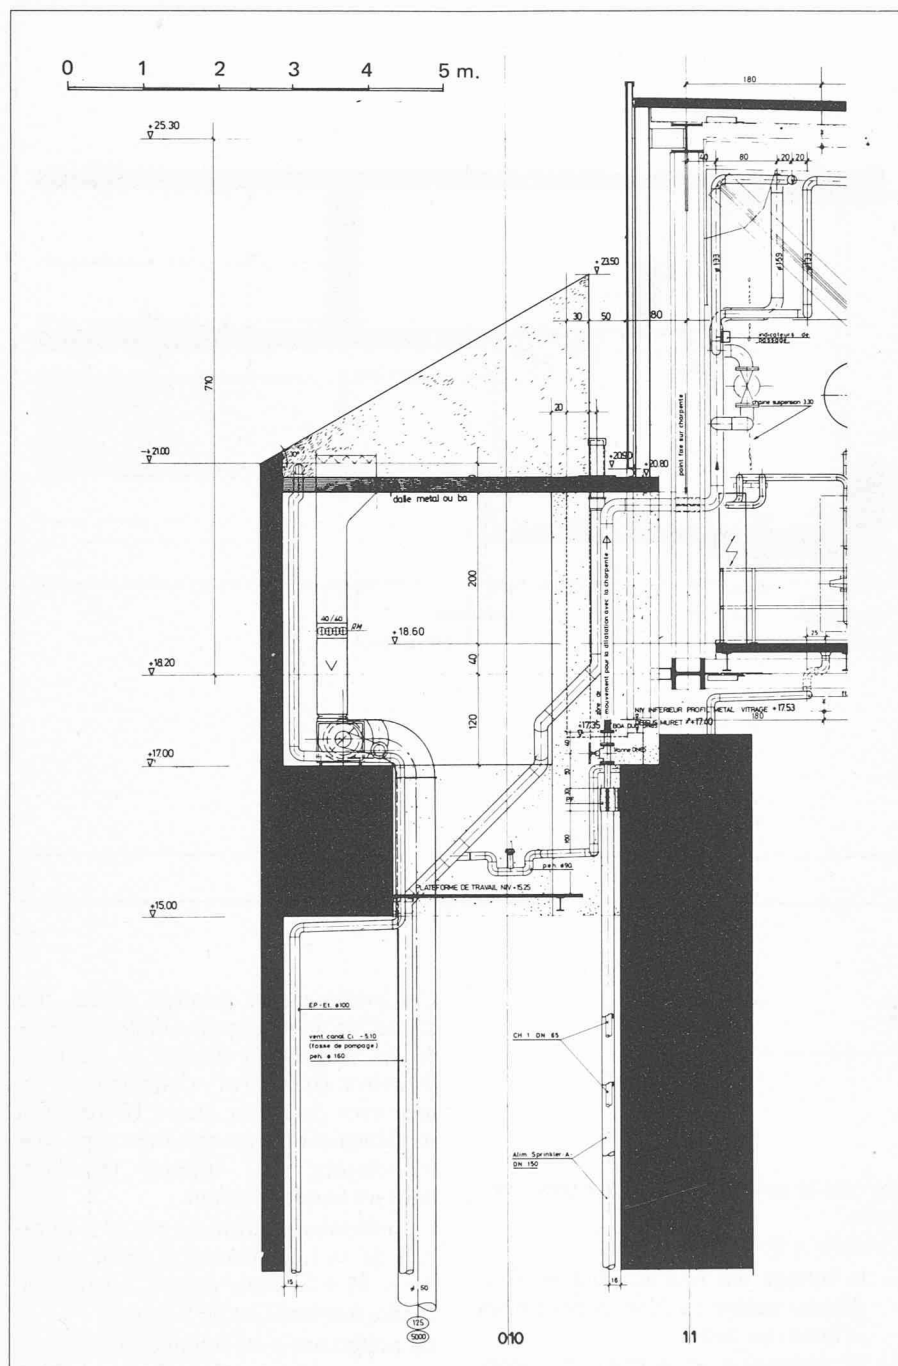 0 1 2 3 4 5 m.
180
+25.30
40 80 20 20
+23.50
ø133
ø159
ø133
30 50 80
indicateurs de
passage
710
20
chaine suspension 3.30
point fixe sur charpente
30°
+21.00
+20.90
+20.80
dalle metal ou ba
200
mouvement pour la dilatation avec la charpente
40/40
+18.60
25
40
+18.20
NIV INFERIEUR PROFIL METAL VITRAGE +17.53
180
120
+17.35
+17.00
PF
peh ø90
PLATEFORME DE TRAVAIL NIV +15.25
+15.00
EP-Et. ø100
vent canal. Ci -5.10
(fosse de pompage)
peh. ø 160
CH 1 DN 65
Alim Sprinkler-A-
DN 150
15
16
125
5000
010
11